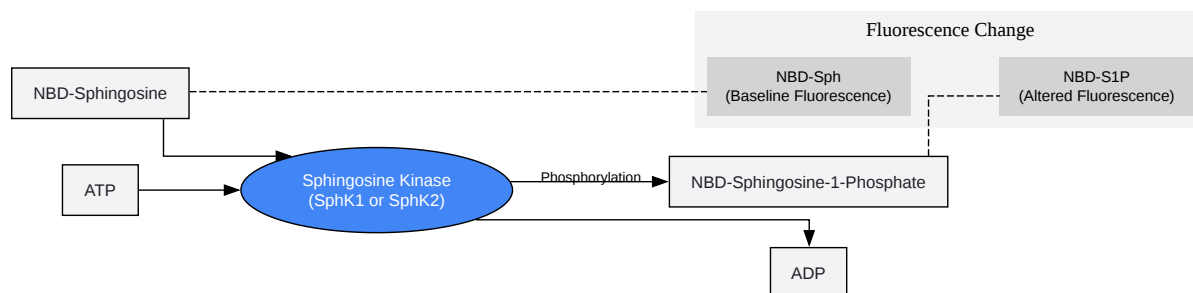 Fluorescence Change
NBD-Sphingosine
NBD-Sph
(Baseline Fluorescence)
NBD-S1P
(Altered Fluorescence)
ATP
Sphingosine Kinase
(SphK1 or SphK2)
Phosphorylation
NBD-Sphingosine-1-Phosphate
ADP